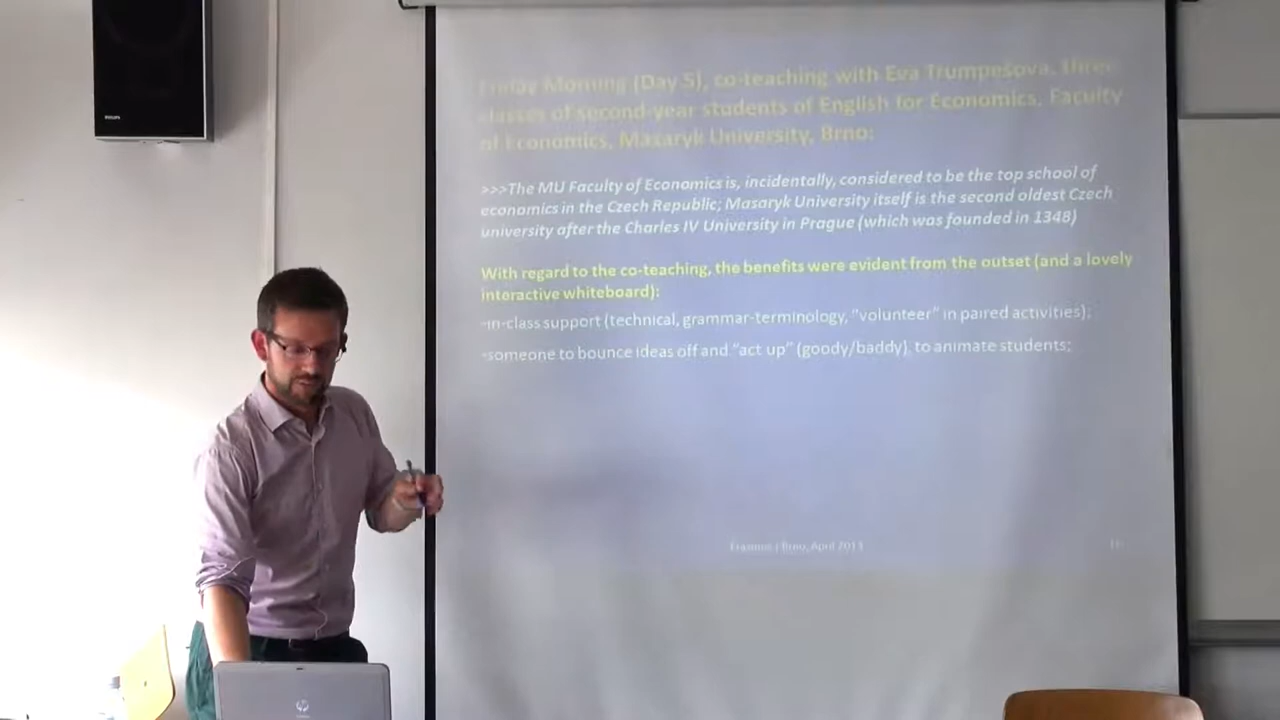 PHILIPS
Friday Morning (Day 5), co-teaching with Eva Trumpešova, three
classes of second-year students of English for Economics, Faculty
of Economics, Masaryk University, Brno:
>>>The MU Faculty of Economics is, incidentally, considered to be the top school of
economics in the Czech Republic; Masaryk University itself is the second oldest Czech
university after the Charles IV University in Prague (which was founded in 1348)
With regard to the co-teaching, the benefits were evident from the outset (and a lovely
interactive whiteboard):
-in-class support (technical, grammar-terminology, "volunteer" in paired activities);
-someone to bounce ideas off and "act up" (goody/baddy), to animate students;
Erasmus / Brno, April 2013
hp